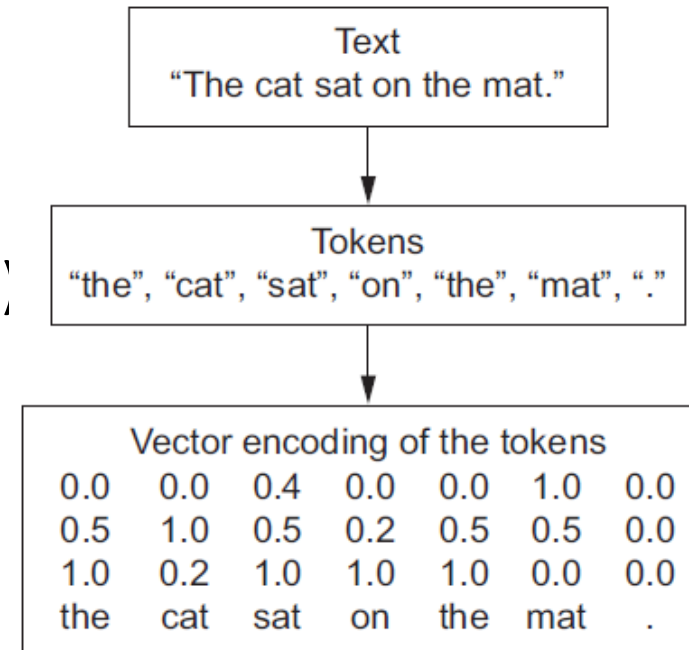 Text
“The cat sat on the mat.”
Tokens
“the”, “cat”, “sat”, “on”, “the”, “mat”, “.”
Vector encoding of the tokens
0.0 0.0 0.4 0.0 0.0 1.0 0.0
0.5 1.0 0.5 0.2 0.5 0.5 0.0
1.0 0.2 1.0 1.0 1.0 0.0 0.0
the cat sat on the mat .